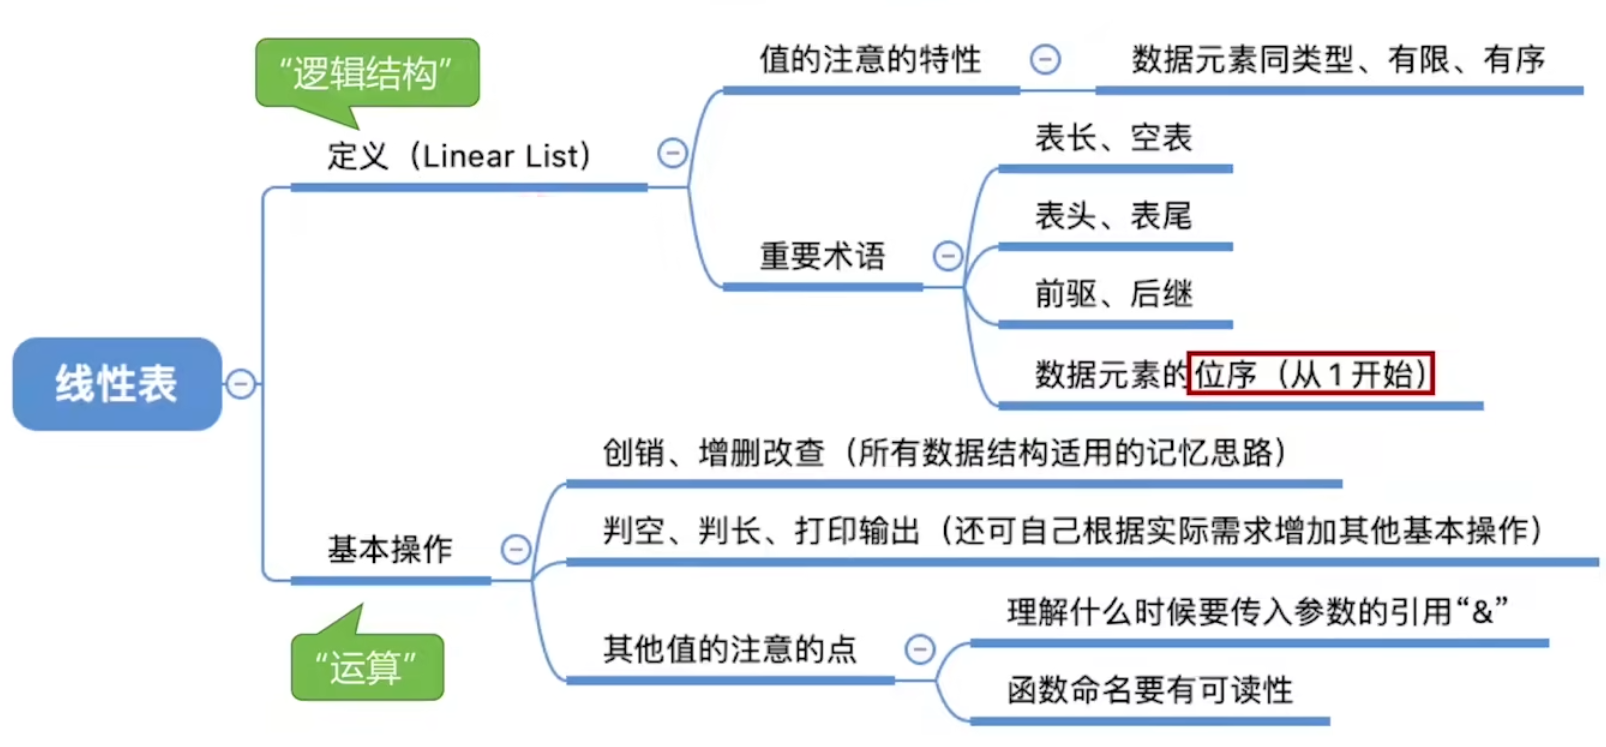 线性表
“逻辑结构”
定义（Linear List）
值的注意的特性
数据元素同类型、有限、有序
重要术语
表长、空表
表头、表尾
前驱、后继
数据元素的位序（从1开始）
基本操作
“运算”
创销、增删改查（所有数据结构适用的记忆思路）
判空、判长、打印输出（还可自己根据实际需求增加其他基本操作）
其他值的注意的点
理解什么时候要传入参数的引用“&”
函数命名要有可读性